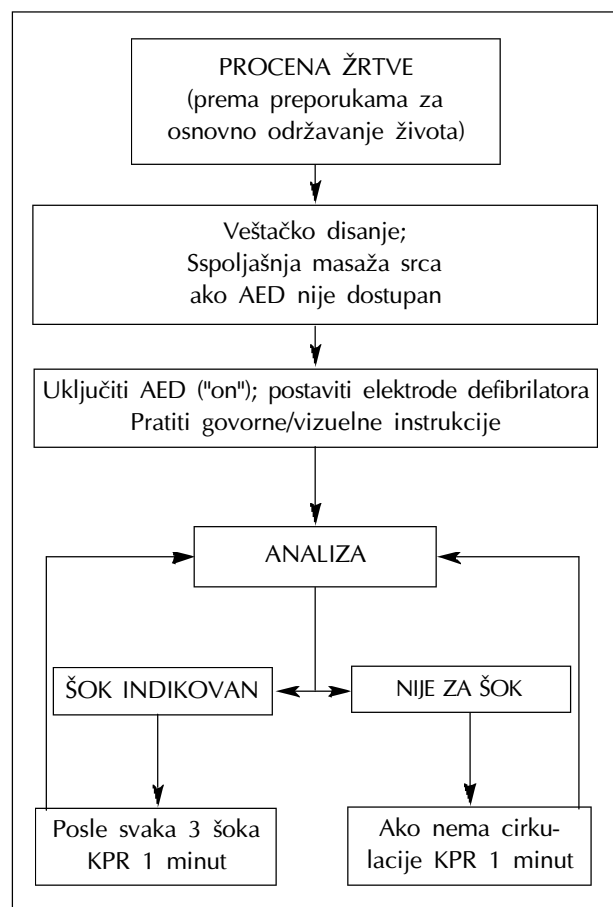 PROCENA ŽRTVE
(prema preporukama za
osnovno održavanje života)
Veštačko disanje;
Sspoljašnja masaža srca
ako AED nije dostupan
Uključiti AED ("on"); postaviti elektrode defibrilatora
Pratiti govorne/vizuelne instrukcije
ANALIZA
ŠOK INDIKOVAN
NIJE ZA ŠOK
Posle svaka 3 šoka
KPR 1 minut
Ako nema cirku-
lacije KPR 1 minut